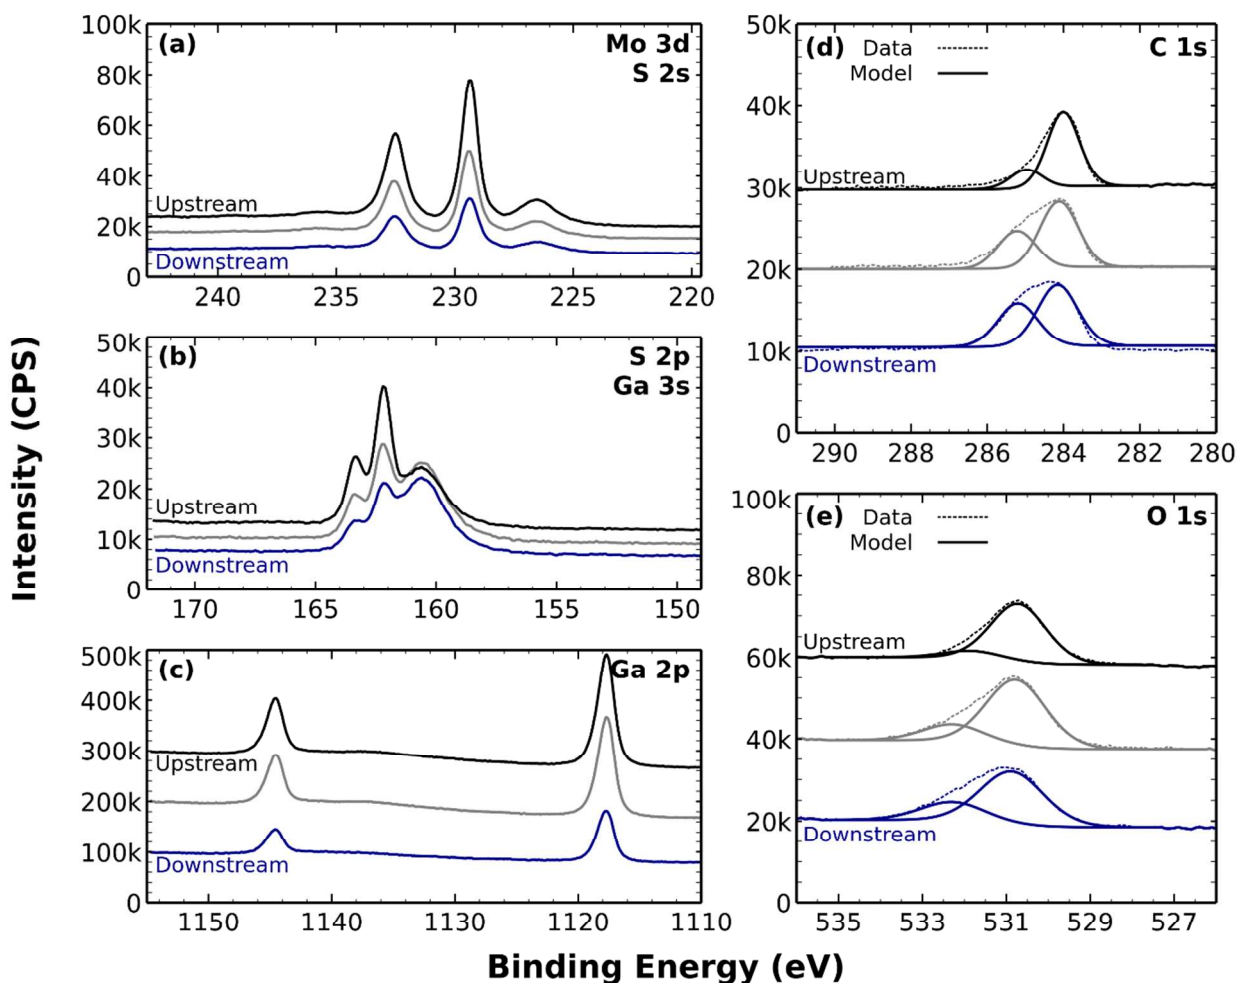 Intensity (CPS)
(a)
Mo 3d
S 2s
100k
80k
60k
40k
20k
0
Upstream
Downstream
240
235
230
225
220
(b)
S 2p
Ga 3s
50k
40k
30k
20k
10k
0
Upstream
Downstream
170
165
160
155
150
(c)
Ga 2p
500k
400k
300k
200k
100k
0
Upstream
Downstream
1150
1140
1130
1120
1110
(d)
Data
Model
C 1s
50k
40k
30k
20k
10k
0
Upstream
Downstream
290
288
286
284
282
280
(e)
Data
Model
O 1s
100k
80k
60k
40k
20k
0
Upstream
Downstream
535
533
531
529
527
Binding Energy (eV)